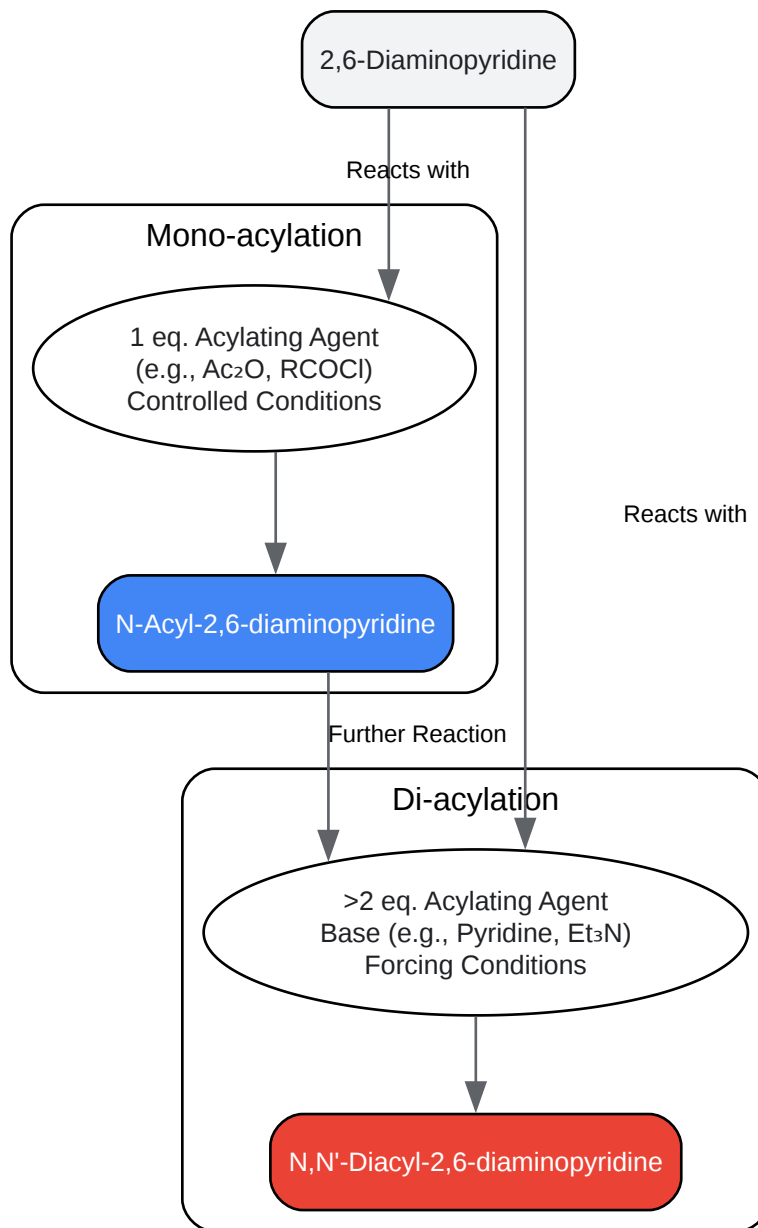 2,6-Diaminopyridine
Reacts with
Mono-acylation
1 eq. Acylating Agent
(e.g., Ac₂O, RCOCl)
Controlled Conditions
Reacts with
N-Acyl-2,6-diaminopyridine
Further Reaction
Di-acylation
>2 eq. Acylating Agent
Base (e.g., Pyridine, Et₃N)
Forcing Conditions
N,N'-Diacyl-2,6-diaminopyridine